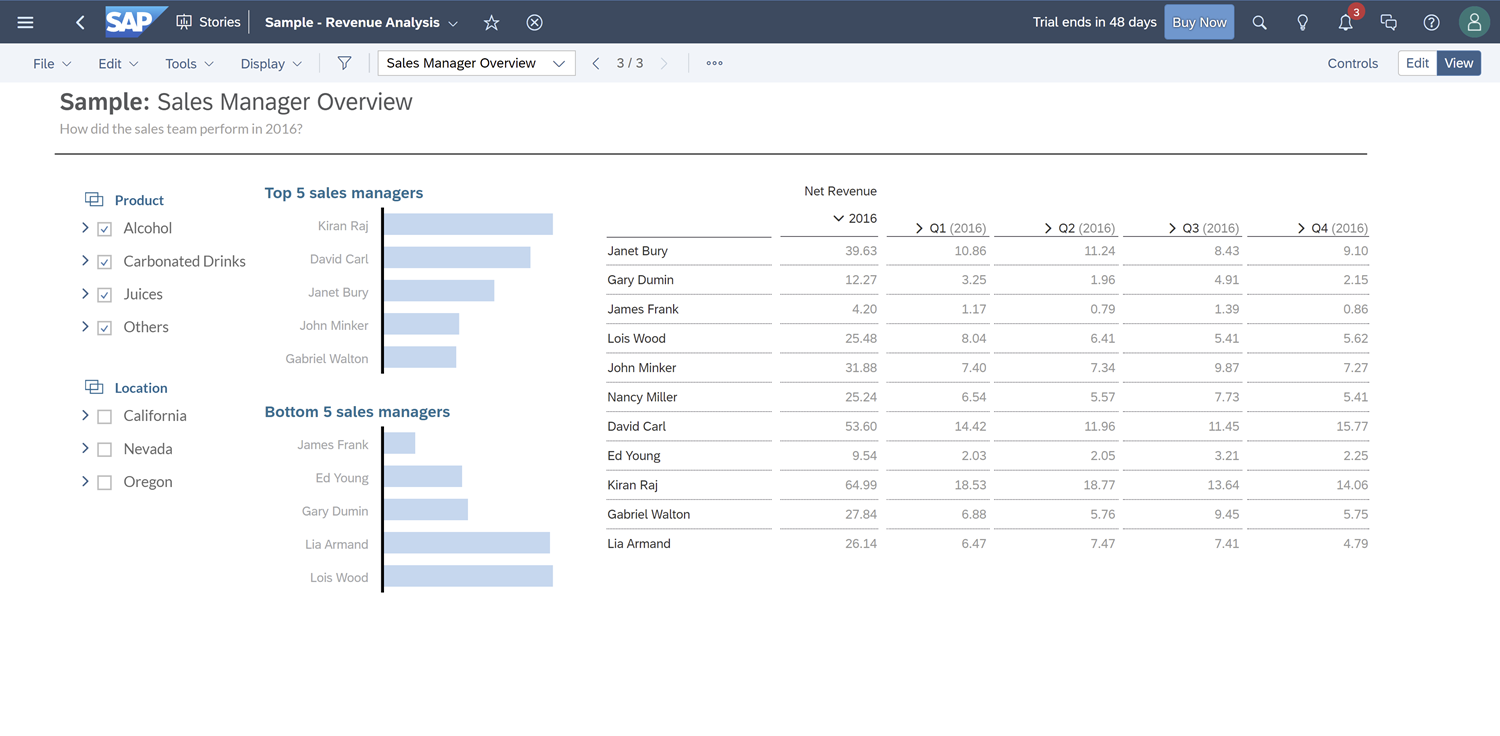 SAP Stories Sample - Revenue Analysis Trial ends in 48 days Buy Now 3
File Edit Tools Display Sales Manager Overview 3 / 3 Controls Edit View
Sample: Sales Manager Overview
How did the sales team perform in 2016?
Product
Alcohol
Carbonated Drinks
Juices
Others
Location
California
Nevada
Oregon
Top 5 sales managers
Kiran Raj
David Carl
Janet Bury
John Minker
Gabriel Walton
Bottom 5 sales managers
James Frank
Ed Young
Gary Dumin
Lia Armand
Lois Wood
Net Revenue
2016 Q1 (2016) Q2 (2016) Q3 (2016) Q4 (2016)
Janet Bury 39.63 10.86 11.24 8.43 9.10
Gary Dumin 12.27 3.25 1.96 4.91 2.15
James Frank 4.20 1.17 0.79 1.39 0.86
Lois Wood 25.48 8.04 6.41 5.41 5.62
John Minker 31.88 7.40 7.34 9.87 7.27
Nancy Miller 25.24 6.54 5.57 7.73 5.41
David Carl 53.60 14.42 11.96 11.45 15.77
Ed Young 9.54 2.03 2.05 3.21 2.25
Kiran Raj 64.99 18.53 18.77 13.64 14.06
Gabriel Walton 27.84 6.88 5.76 9.45 5.75
Lia Armand 26.14 6.47 7.47 7.41 4.79